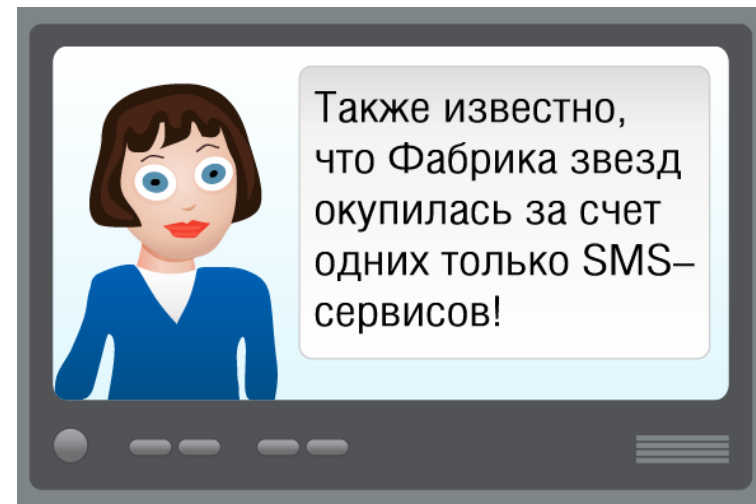 Также известно,
что Фабрика звезд
окупилась за счет
одних только SMS–
сервисов!